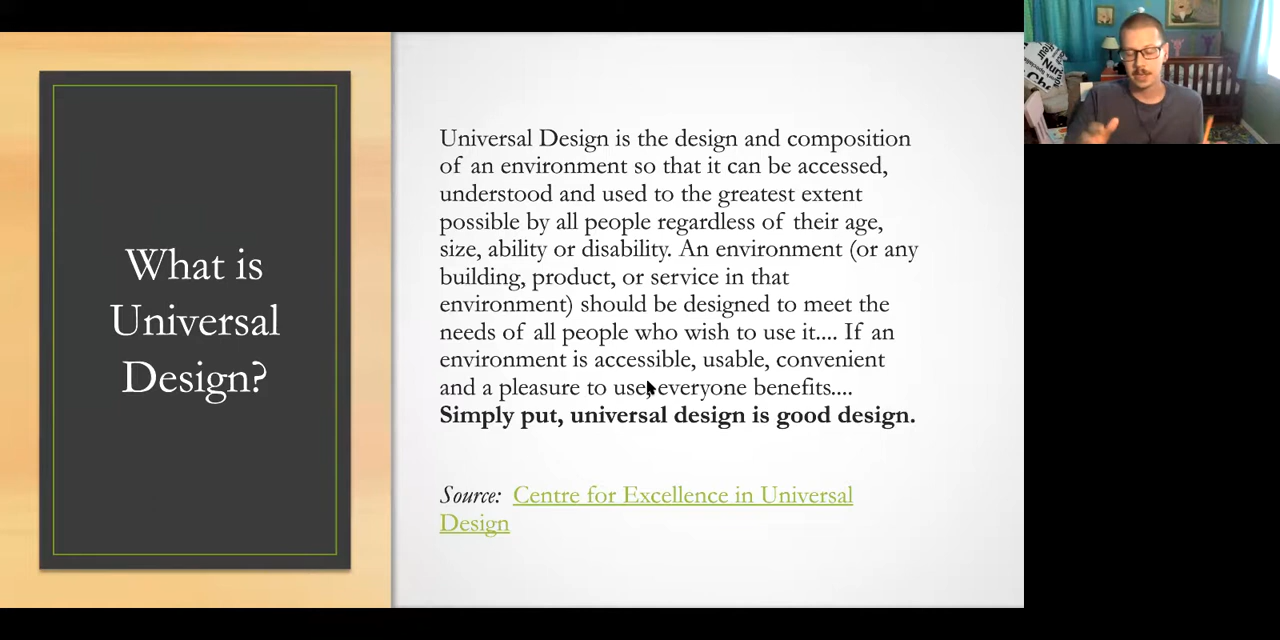 What is
Universal
Design?
Universal Design is the design and composition
of an environment so that it can be accessed,
understood and used to the greatest extent
possible by all people regardless of their age,
size, ability or disability. An environment (or any
building, product, or service in that
environment) should be designed to meet the
needs of all people who wish to use it.... If an
environment is accessible, usable, convenient
and a pleasure to use, everyone benefits....
Simply put, universal design is good design.
Source: Centre for Excellence in Universal
Design